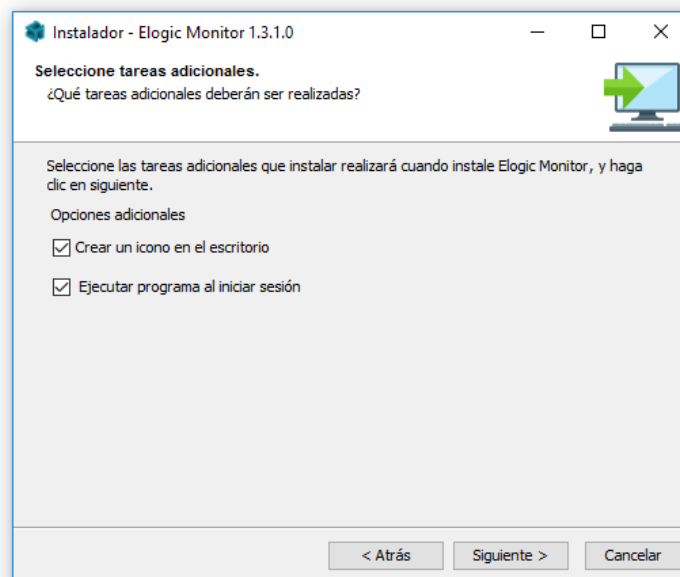 Instalador - Elogic Monitor 1.3.1.0
Seleccione tareas adicionales.
¿Qué tareas adicionales deberán ser realizadas?
Seleccione las tareas adicionales que instalar realizará cuando instale Elogic Monitor, y haga
clic en siguiente.
Opciones adicionales
Crear un icono en el escritorio
Ejecutar programa al iniciar sesión
< Atrás
Siguiente >
Cancelar